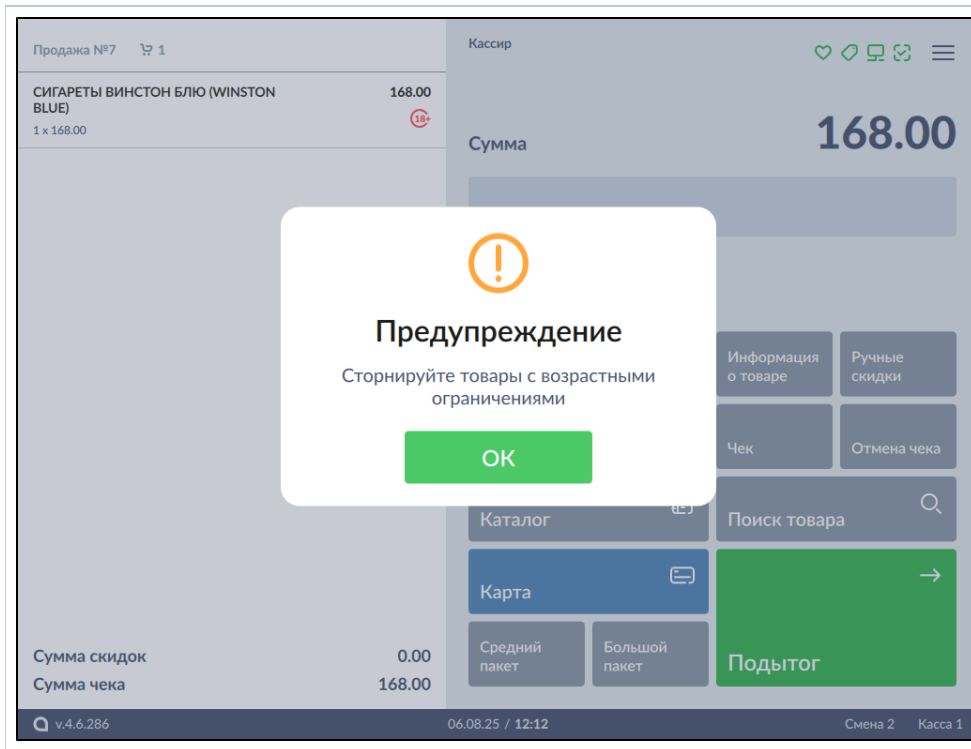 Продажа №7 1
СИГАРЕТЫ ВИНСТОН БЛЮ (WINSTON 168.00
BLUE)
18+
1 x 168.00
Сумма скидок 0.00
Сумма чека 168.00
Кассир
Сумма 168.00
Предупреждение
Сторнируйте товары с возрастными
ограничениями
ОК
Информация
о товаре
Ручные
скидки
Чек
Отмена чека
Каталог
Поиск товара
Карта
Средний
пакет
Большой
пакет
Подытог
v.4.6.286 06.08.25 / 12:12 Смена 2 Касса 1